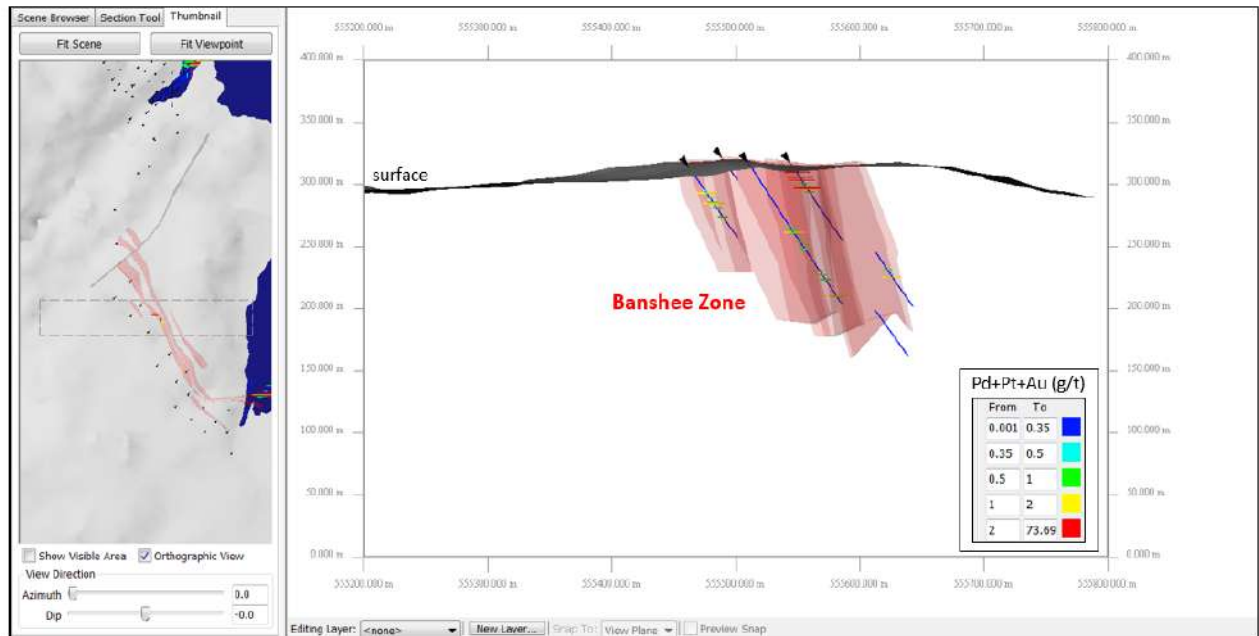 Scene Browser Section Tool Thumbnail
Fit Scene Fit Viewpoint
555200.000 m 555300.000 m 555400.000 m 555500.000 m 555600.000 m 555700.000 m 555800.000 m
400.000 m 400.000 m
350.000 m 350.000 m
surface
300.000 m 300.000 m
250.000 m 250.000 m
Banshee Zone
200.000 m 200.000 m
150.000 m 150.000 m
Pd+Pt+Au (g/t)
From To
0.001 0.35
100.000 m 100.000 m
0.35 0.5
0.5 1
50.000 m 50.000 m
1 2
2 73.69
0.000 m 0.000 m
555200.000 m 555300.000 m 555400.000 m 555500.000 m 555600.000 m 555700.000 m 555800.000 m
Show Visible Area Orthographic View
View Direction
Azimuth 0.0
Dip -0.0
Editing Layer: <none> New Layer... Snap To: View Plane Preview Snap